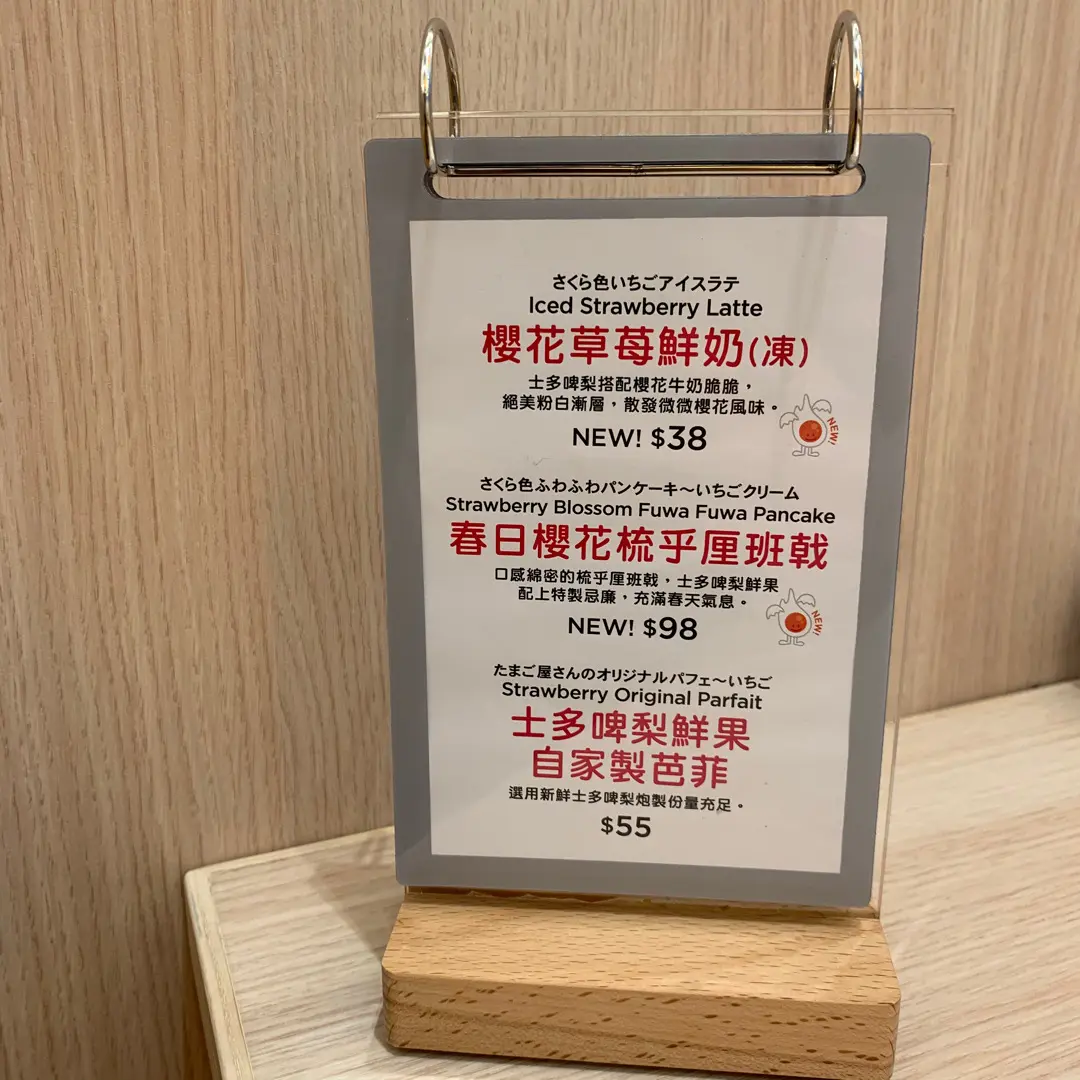 さくら色いちごアイスラテ
Iced Strawberry Latte
櫻花草莓鮮奶(凍)
士多啤梨搭配櫻花牛奶脆脆，
絕美粉白漸層，散發微微櫻花風味。
NEW! $38
NEW!
さくら色ふわふわパンケーキ～いちごクリーム
Strawberry Blossom Fuwa Fuwa Pancake
春日櫻花梳乎厘班戟
口感綿密的梳乎厘班戟，士多啤梨鮮果
配上特製忌廉，充滿春天氣息。
NEW! $98
NEW!
たまご屋さんのオリジナルパフェ～いちご
Strawberry Original Parfait
士多啤梨鮮果
自家製芭菲
選用新鮮士多啤梨炮製份量充足。
$55